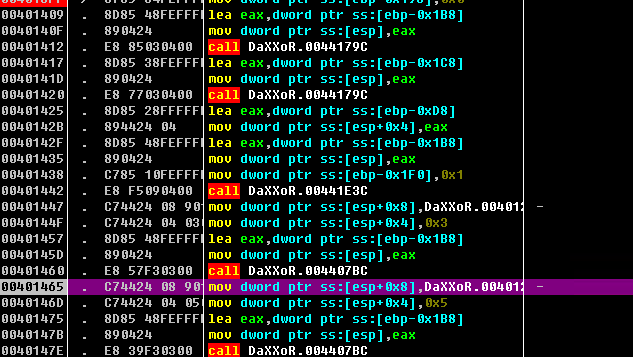 00401409 . 8D85 48FEFFFF lea eax,dword ptr ss:[ebp-0x1B8]
0040140F . 890424 mov dword ptr ss:[esp],eax
00401412 . E8 85030400 call DaXXoR.0044179C
00401417 . 8D85 38FEFFFF lea eax,dword ptr ss:[ebp-0x1C8]
0040141D . 890424 mov dword ptr ss:[esp],eax
00401420 . E8 77030400 call DaXXoR.0044179C
00401425 . 8D85 28FFFFFF lea eax,dword ptr ss:[ebp-0xD8]
0040142B . 894424 04 mov dword ptr ss:[esp+0x4],eax
0040142F . 8D85 48FEFFFF lea eax,dword ptr ss:[ebp-0x1B8]
00401435 . 890424 mov dword ptr ss:[esp],eax
00401438 . C785 10FEFFFF mov dword ptr ss:[ebp-0x1F0],0x1
00401442 . E8 F5090400 call DaXXoR.00441E3C
00401447 . C74424 08 90 mov dword ptr ss:[esp+0x8],DaXXoR.004012 -
0040144F . C74424 04 03 mov dword ptr ss:[esp+0x4],0x3
00401457 . 8D85 48FEFFFF lea eax,dword ptr ss:[ebp-0x1B8]
0040145D . 890424 mov dword ptr ss:[esp],eax
00401460 . E8 57F30300 call DaXXoR.004407BC
00401465 . C74424 08 90 mov dword ptr ss:[esp+0x8],DaXXoR.004012 -
0040146D . C74424 04 05 mov dword ptr ss:[esp+0x4],0x5
00401475 . 8D85 48FEFFFF lea eax,dword ptr ss:[ebp-0x1B8]
0040147B . 890424 mov dword ptr ss:[esp],eax
0040147E . E8 39F30300 call DaXXoR.004407BC